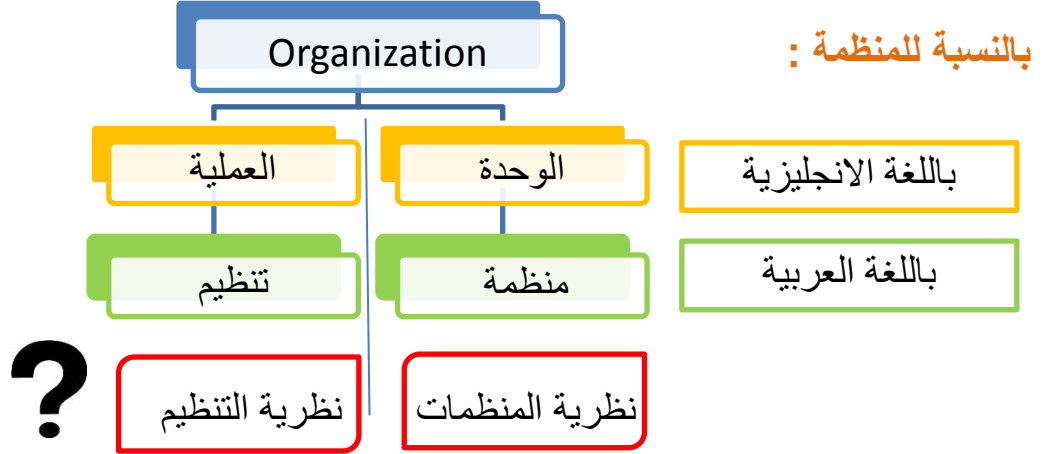 بالنسبة للمنظمة :
Organization
باللغة الانجليزية
الوحدة
العملية
باللغة العربية
منظمة
تنظيم
نظرية المنظمات
نظرية التنظيم
?